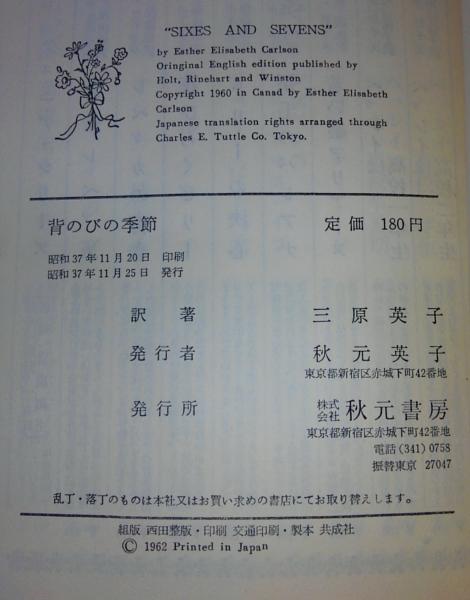 "SIXES AND SEVENS"
by Esther Elisabeth Carlson
Oringinal English edition published by
Holt, Rinehart and Winston
Copyright 1960 in Canad by Esther Elisabeth
Carlson
Japanese translation rights arranged through
Charles E. Tuttle Co. Tokyo.
背のびの季節 定価 180円
昭和37年11月20日 印刷
昭和37年11月25日 発行
訳著 三原英子
発行者 秋元英子
東京都新宿区赤城下町42番地
発行所 株式会社 秋元書房
東京都新宿区赤城下町42番地
電話(341)0758
振替東京 27047
乱丁・落丁のものは本社又はお買い求めの書店にてお取り替えします。
組版 西田整版・印刷 交通印刷・製本 共成社
© 1962 Printed in Japan